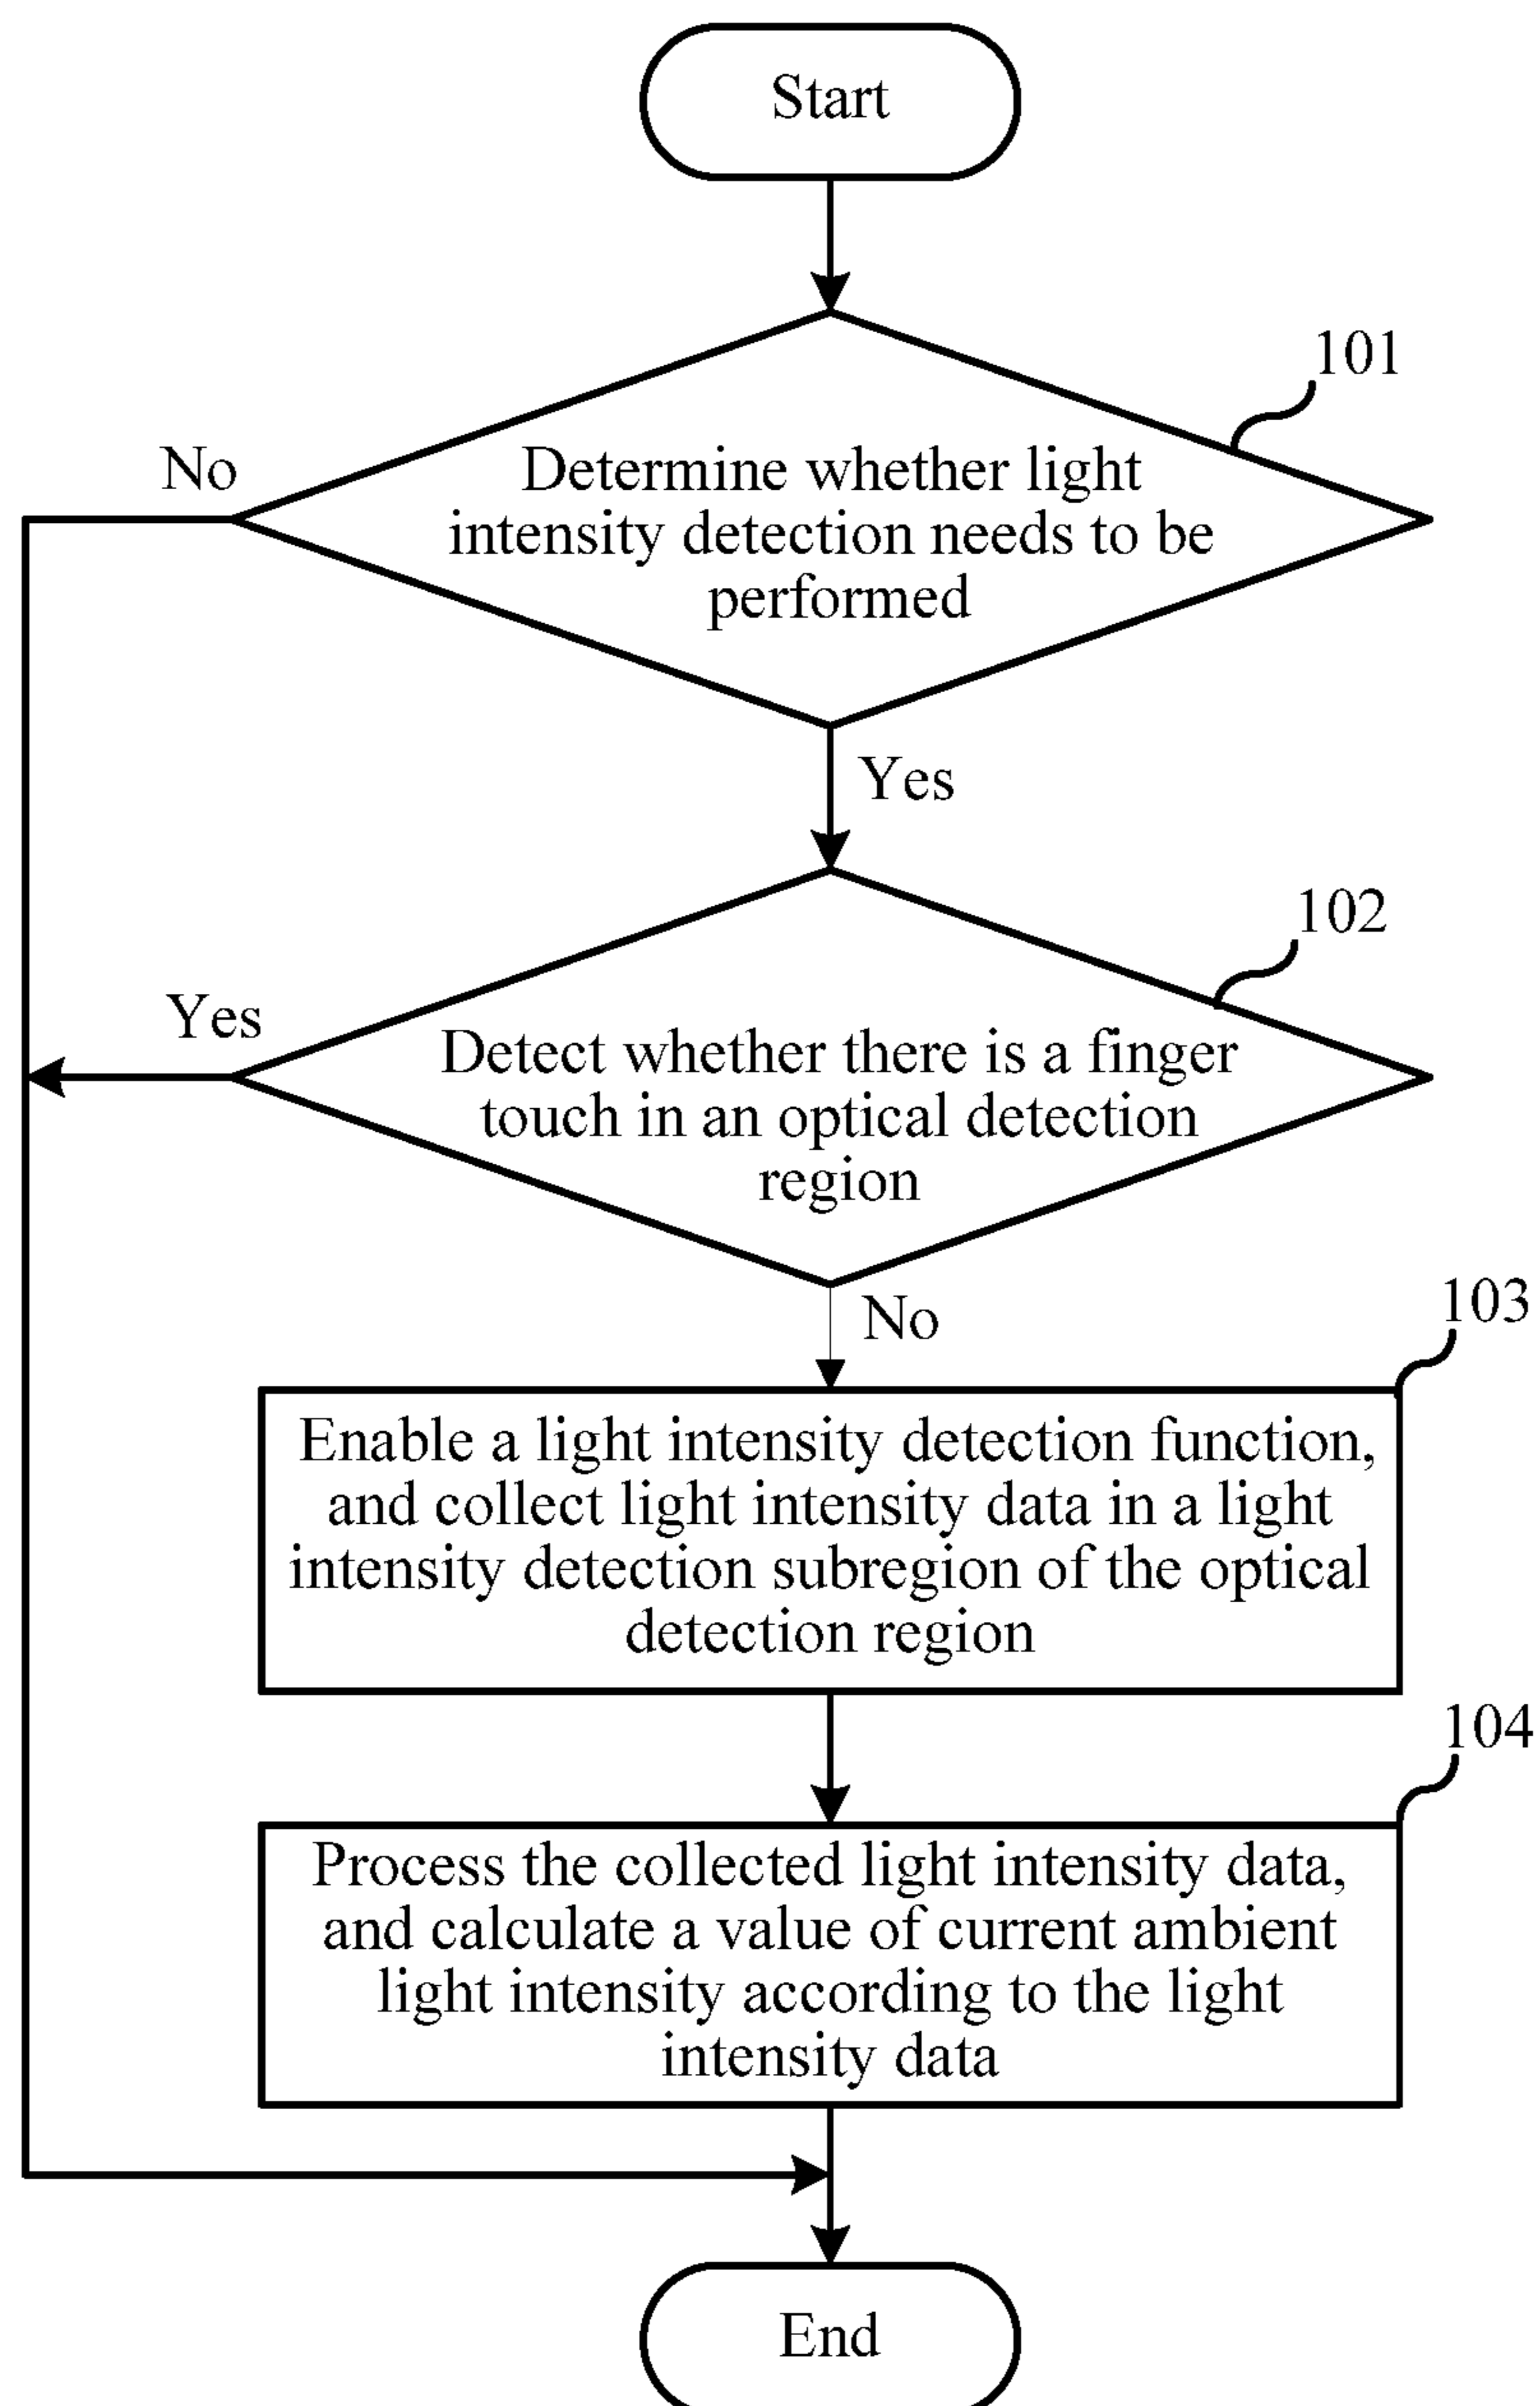 Start
101
No
Determine whether light
intensity detection needs to be
performed
Yes
102
Yes
Detect whether there is a finger
touch in an optical detection
region
No
103
Enable a light intensity detection function,
and collect light intensity data in a light
intensity detection subregion of the optical
detection region
104
Process the collected light intensity data,
and calculate a value of current ambient
light intensity according to the light
intensity data
End